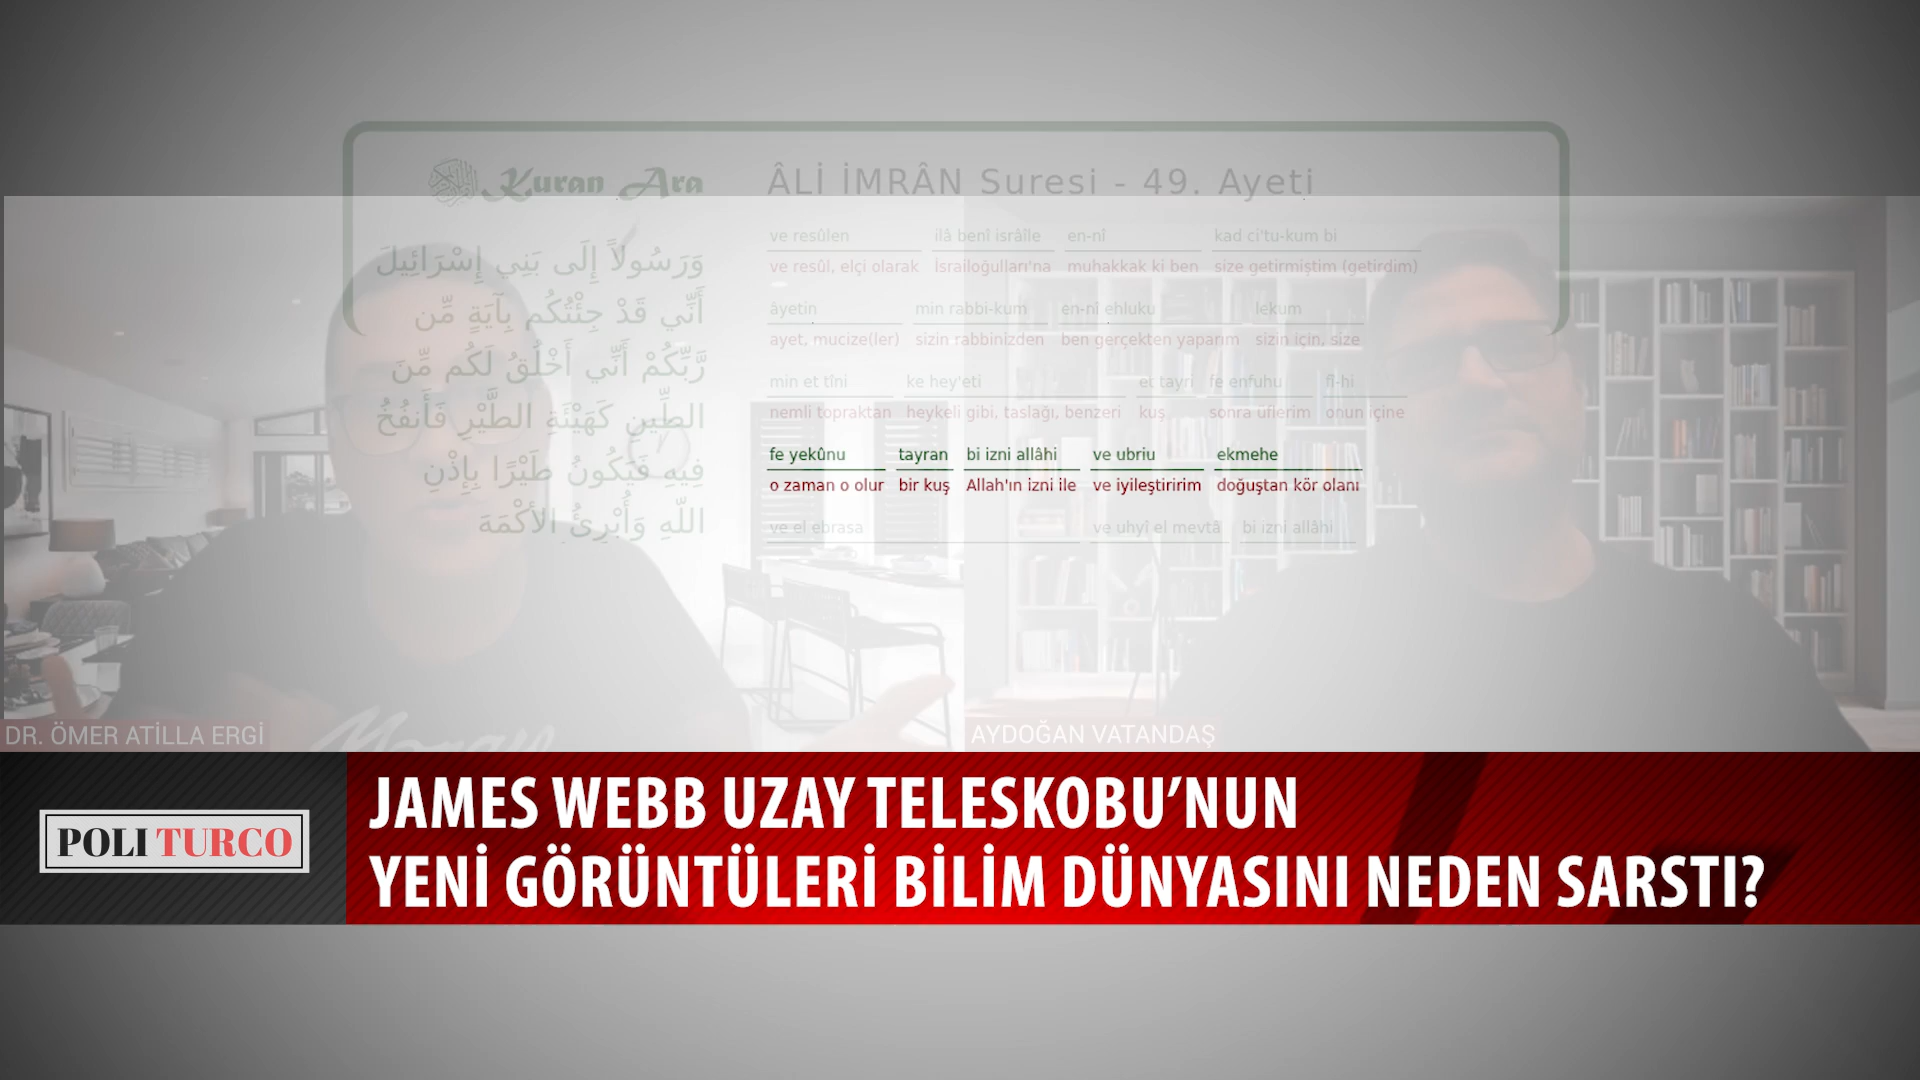 Kuran Ara
ÂLİ İMRÂN Suresi - 49. Ayeti
وَرَسُولاً إِلَى بَنِي إِسْرَائِيلَ
أَنِّي قَدْ جِئْتُكُم بِآيَةٍ مِّن
رَّبِّكُمْ أَنِّي أَخْلُقُ لَكُم مِّنَ
الطِّينِ كَهَيْئَةِ الطَّيْرِ فَأَنفُخُ
فِيهِ فَيَكُونُ طَيْرًا بِإِذْنِ
اللّهِ وَأُبْرِئُ الأكْمَهَ
ve resûlen ilâ benî isrâîle en-nî kad ci'tu-kum bi
ve resûl, elçi olarak İsrailoğulları'na muhakkak ki ben size getirmiştim (getirdim)
âyetin min rabbi-kum en-nî ehluku lekum
ayet, mucize(ler) sizin rabbinizden ben gerçekten yaparım sizin için, size
min et tîni ke hey'eti et tayri fe enfuhu fî-hi
nemli topraktan heykeli gibi, taslağı, benzeri kuş sonra üflerim onun içine
fe yekûnu tayran bi izni allâhi ve ubriu ekmehe
o zaman o olur bir kuş Allah'ın izni ile ve iyileştiririm doğuştan kör olanı
ve el ebrasa ve uhyî el mevtâ bi izni allâhi
DR. ÖMER ATİLLA ERGİ
AYDOĞAN VATANDAŞ
POLITURCO
JAMES WEBB UZAY TELESKOBU’NUN
YENİ GÖRÜNTÜLERİ BİLİM DÜNYASINI NEDEN SARSTI?